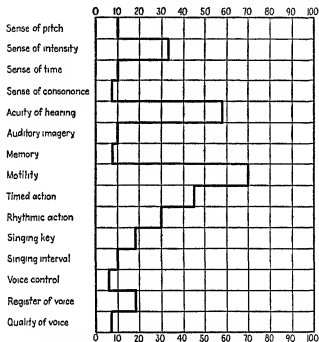 0 10 20 30 40 50 60 70 80 90 100
Sense of pitch
Sense of intensity
Sense of time
Sense of consonance
Acuity of hearing
Auditory imagery
Memory
Motility
Timed action
Rhythmic action
Singing key
Singing interval
Voice control
Register of voice
Quality of voice
0 10 20 30 40 50 60 70 80 90 100